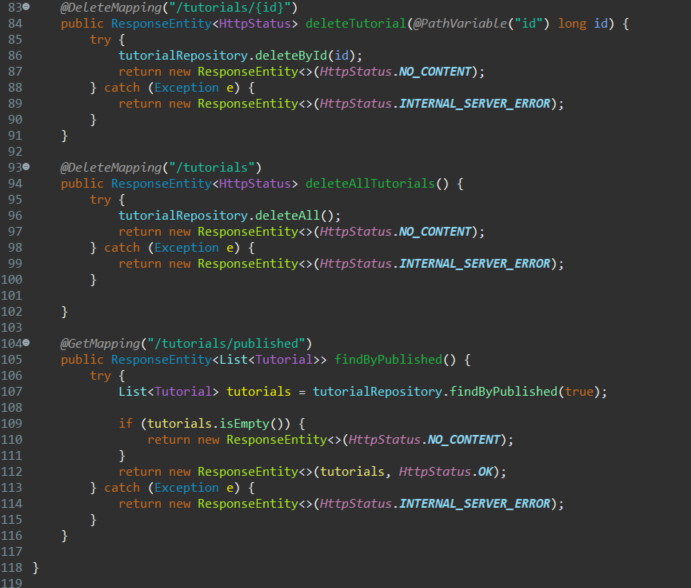 83 @DeleteMapping("/tutorials/{id}")
84 public ResponseEntity<HttpStatus> deleteTutorial(@PathVariable("id") long id) {
85 try {
86 tutorialRepository.deleteById(id);
87 return new ResponseEntity<>(HttpStatus.NO_CONTENT);
88 } catch (Exception e) {
89 return new ResponseEntity<>(HttpStatus.INTERNAL_SERVER_ERROR);
90 }
91 }
92
93 @DeleteMapping("/tutorials")
94 public ResponseEntity<HttpStatus> deleteAllTutorials() {
95 try {
96 tutorialRepository.deleteAll();
97 return new ResponseEntity<>(HttpStatus.NO_CONTENT);
98 } catch (Exception e) {
99 return new ResponseEntity<>(HttpStatus.INTERNAL_SERVER_ERROR);
100 }
101
102 }
103
104 @GetMapping("/tutorials/published")
105 public ResponseEntity<List<Tutorial>> findByPublished() {
106 try {
107 List<Tutorial> tutorials = tutorialRepository.findByPublished(true);
108
109 if (tutorials.isEmpty()) {
110 return new ResponseEntity<>(HttpStatus.NO_CONTENT);
111 }
112 return new ResponseEntity<>(tutorials, HttpStatus.OK);
113 } catch (Exception e) {
114 return new ResponseEntity<>(HttpStatus.INTERNAL_SERVER_ERROR);
115 }
116 }
117
118 }
119